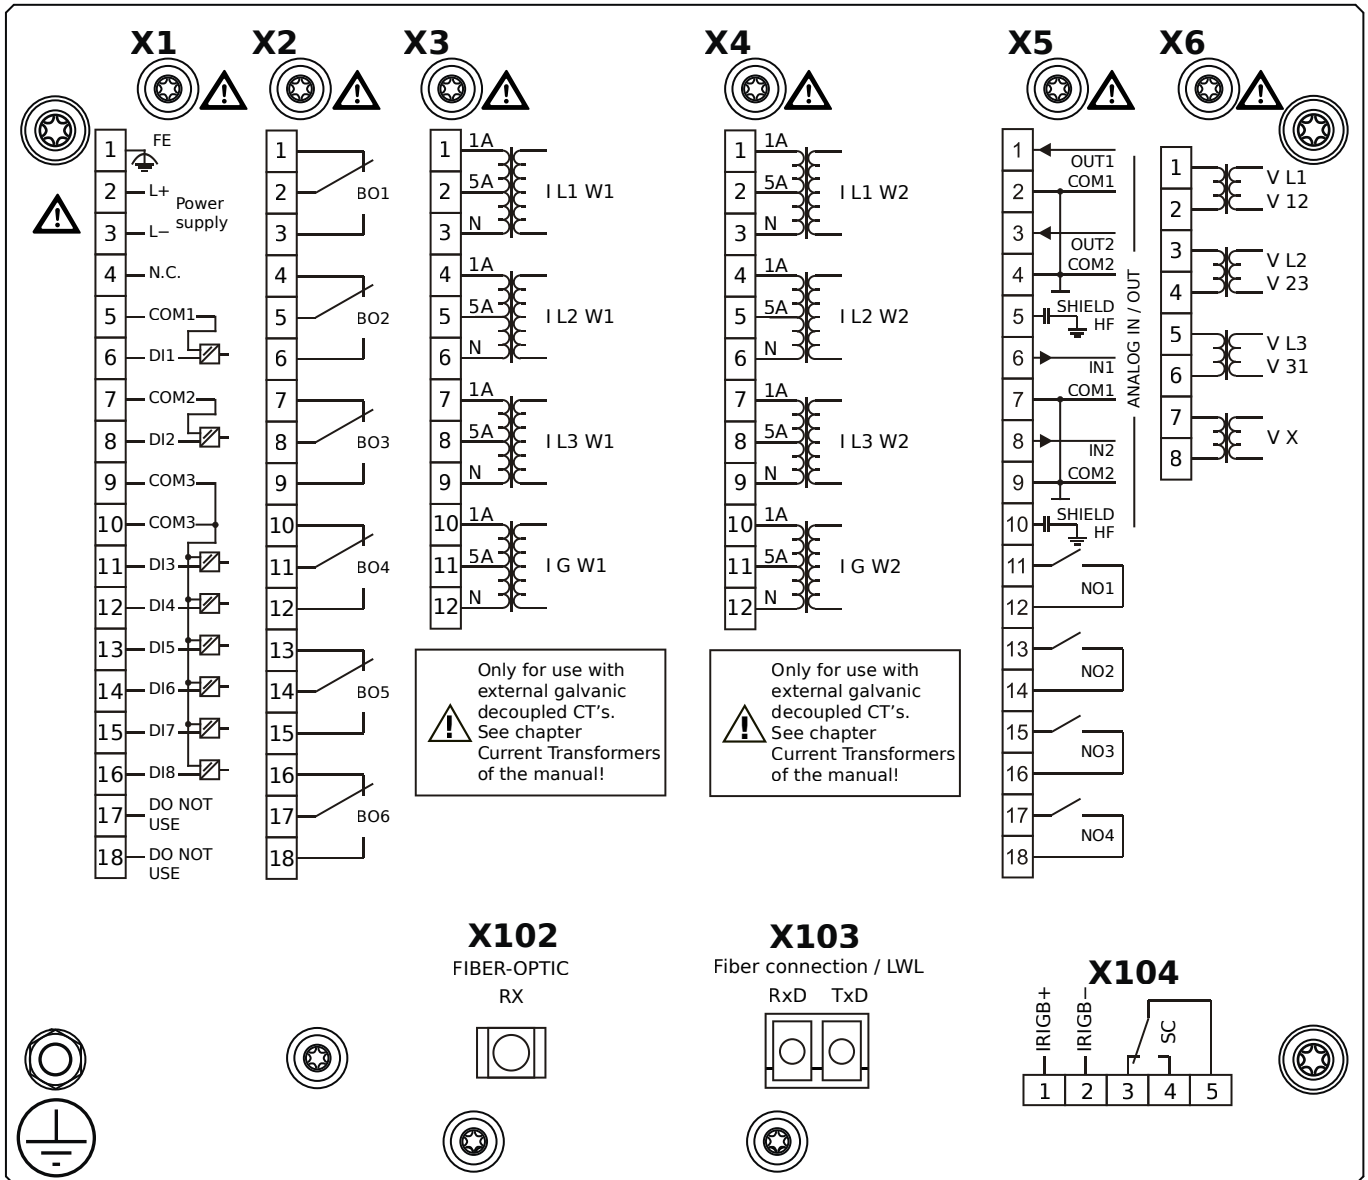 X1 X2 X3 X4 X5 X6
1 FE
2 L+
3 L−
Power
supply
4 N.C.
5 COM1
6 DI1
7 COM2
8 DI2
9 COM3
10 COM3
11 DI3
12 DI4
13 DI5
14 DI6
15 DI7
16 DI8
17 DO NOT
USE
18 DO NOT
USE
1
2 BO1
3
4
5 BO2
6
7
8 BO3
9
10
11 BO4
12
13
14 BO5
15
16
17 BO6
18
1 1A
2 5A I L1 W1
3 N
4 1A
5 5A I L2 W1
6 N
7 1A
8 5A I L3 W1
9 N
10 1A
11 5A I G W1
12 N
Only for use with
external galvanic
decoupled CT's.
See chapter
Current Transformers
of the manual!
1 1A
2 5A I L1 W2
3 N
4 1A
5 5A I L2 W2
6 N
7 1A
8 5A I L3 W2
9 N
10 1A
11 5A I G W2
12 N
Only for use with
external galvanic
decoupled CT's.
See chapter
Current Transformers
of the manual!
1 OUT1
2 COM1
3 OUT2
4 COM2
5 SHIELD
HF
6 IN1
7 COM1
8 IN2
9 COM2
10 SHIELD
HF
ANALOG IN / OUT
11
NO1
12
13
NO2
14
15
NO3
16
17
NO4
18
1 V L1
2 V 12
3 V L2
4 V 23
5 V L3
6 V 31
7
V X
8
X102
FIBER-OPTIC
RX
X103
Fiber connection / LWL
RxD TxD
X104
IRIGB+
IRIGB−
SC
1 2 3 4 5